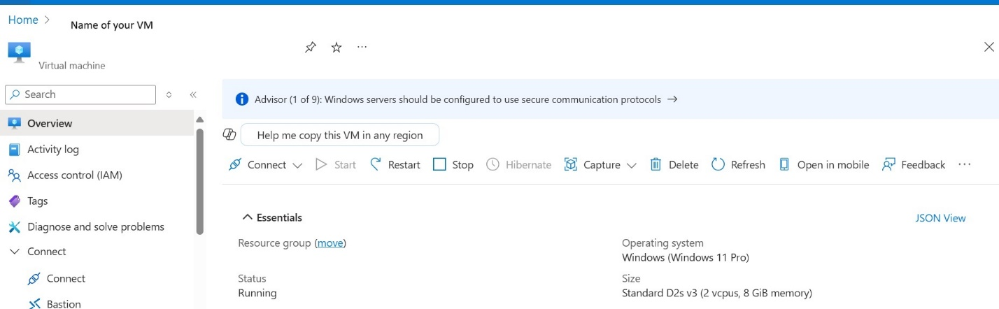 Home
Name of your VM
Virtual machine
Search
Advisor (1 of 9): Windows servers should be configured to use secure communication protocols →
Overview
Help me copy this VM in any region
Activity log
Connect Start Restart Stop Hibernate Capture Delete Refresh Open in mobile Feedback ...
Access control (IAM)
Tags
Diagnose and solve problems
Connect
Connect
Bastion
Essentials
JSON View
Resource group (move)
Operating system
Windows (Windows 11 Pro)
Status
Running
Size
Standard D2s v3 (2 vcpus, 8 GiB memory)